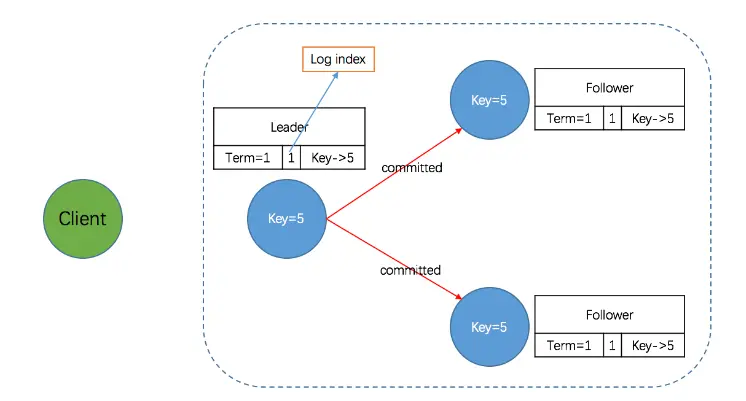 Log index
Leader
Term=1 1 Key->5
Key=5
Client
committed
committed
Key=5
Follower
Term=1 1 Key->5
Key=5
Follower
Term=1 1 Key->5